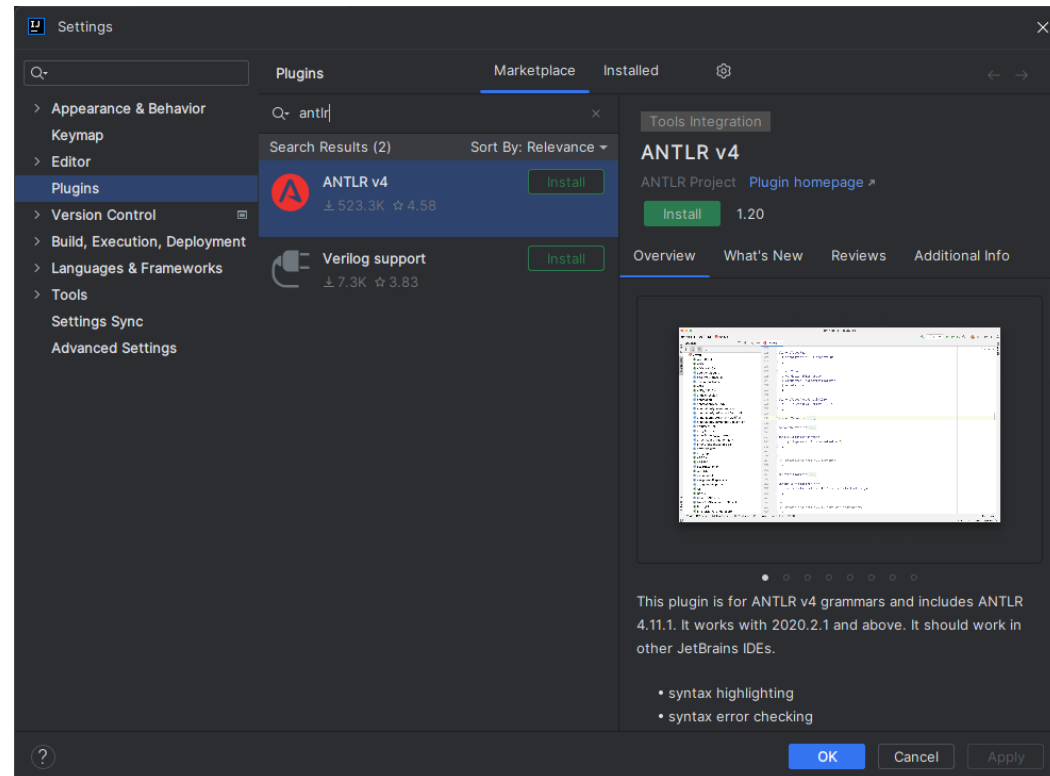 IJ
Settings
Plugins
Marketplace
Installed
Appearance & Behavior
Keymap
Editor
Plugins
Version Control
Build, Execution, Deployment
Languages & Frameworks
Tools
Settings Sync
Advanced Settings
antlr
Search Results (2)
Sort By: Relevance
ANTLR v4
Install
523.3K
4.58
Verilog support
Install
7.3K
3.83
Tools Integration
ANTLR v4
ANTLR Project Plugin homepage
Install
1.20
Overview
What's New
Reviews
Additional Info
This plugin is for ANTLR v4 grammars and includes ANTLR
4.11.1. It works with 2020.2.1 and above. It should work in
other JetBrains IDEs.
• syntax highlighting
• syntax error checking
?
OK
Cancel
Apply